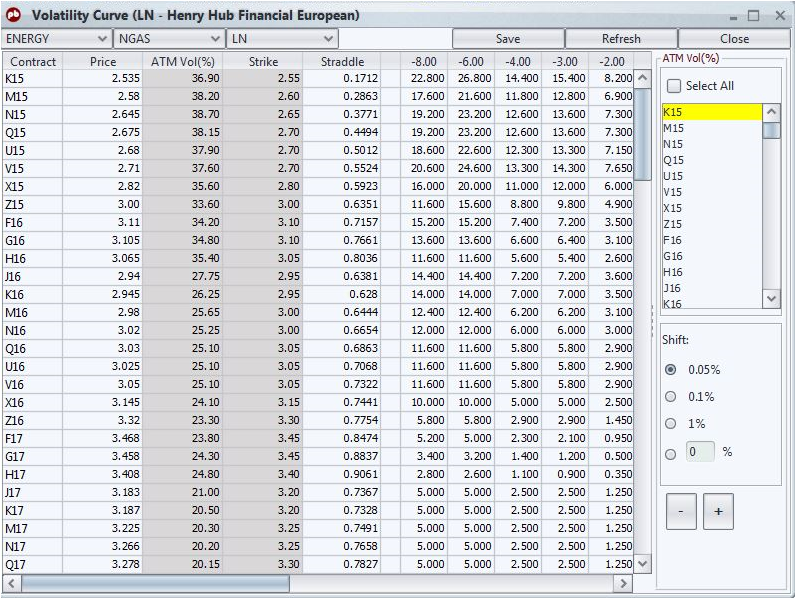 pb Volatility Curve (LN - Henry Hub Financial European)
ENERGY NGAS LN Save Refresh Close
Contract Price ATM Vol(%) Strike Straddle -8.00 -6.00 -4.00 -3.00 -2.00
K15 2.535 36.90 2.55 0.1712 22.800 26.800 14.400 15.400 8.200
M15 2.58 38.20 2.60 0.2863 17.600 21.600 11.800 12.800 6.900
N15 2.645 38.70 2.65 0.3771 19.200 23.200 12.600 13.600 7.300
Q15 2.675 38.15 2.70 0.4494 19.200 23.200 12.600 13.600 7.300
U15 2.68 37.90 2.70 0.5012 18.600 22.600 12.300 13.300 7.150
V15 2.71 37.60 2.70 0.5524 20.600 24.600 13.300 14.300 7.650
X15 2.82 35.60 2.80 0.5923 16.000 20.000 11.000 12.000 6.000
Z15 3.00 33.60 3.00 0.6351 11.600 15.600 8.800 9.800 4.900
F16 3.11 34.20 3.10 0.7157 15.200 15.200 7.400 7.200 3.500
G16 3.105 34.80 3.10 0.7661 13.600 13.600 6.600 6.400 3.100
H16 3.065 35.40 3.05 0.8036 11.600 11.600 5.600 5.400 2.600
J16 2.94 27.75 2.95 0.6381 14.400 14.400 7.200 7.200 3.600
K16 2.945 26.25 2.95 0.628 14.000 14.000 7.000 7.000 3.500
M16 2.98 25.65 3.00 0.6444 12.400 12.400 6.200 6.200 3.100
N16 3.02 25.25 3.00 0.6654 12.000 12.000 6.000 6.000 3.000
Q16 3.03 25.10 3.05 0.6863 11.600 11.600 5.800 5.800 2.900
U16 3.025 25.10 3.05 0.7068 11.600 11.600 5.800 5.800 2.900
V16 3.05 25.10 3.05 0.7322 11.600 11.600 5.800 5.800 2.900
X16 3.145 24.10 3.15 0.7441 10.000 10.000 5.000 5.000 2.500
Z16 3.32 23.30 3.30 0.7754 5.800 5.800 2.900 2.900 1.450
F17 3.468 23.80 3.45 0.8474 5.200 5.000 2.300 2.100 0.950
G17 3.458 24.30 3.45 0.8837 3.400 3.200 1.400 1.200 0.500
H17 3.408 24.80 3.40 0.9061 2.800 2.600 1.100 0.900 0.350
J17 3.183 21.00 3.20 0.7367 5.000 5.000 2.500 2.500 1.250
K17 3.187 20.50 3.20 0.7328 5.000 5.000 2.500 2.500 1.250
M17 3.225 20.30 3.25 0.7491 5.000 5.000 2.500 2.500 1.250
N17 3.266 20.20 3.25 0.7658 5.000 5.000 2.500 2.500 1.250
Q17 3.278 20.15 3.30 0.7827 5.000 5.000 2.500 2.500 1.250
ATM Vol(%)
Select All
K15
M15
N15
Q15
U15
V15
X15
Z15
F16
G16
H16
J16
K16
Shift:
0.05%
0.1%
1%
0 %
- +